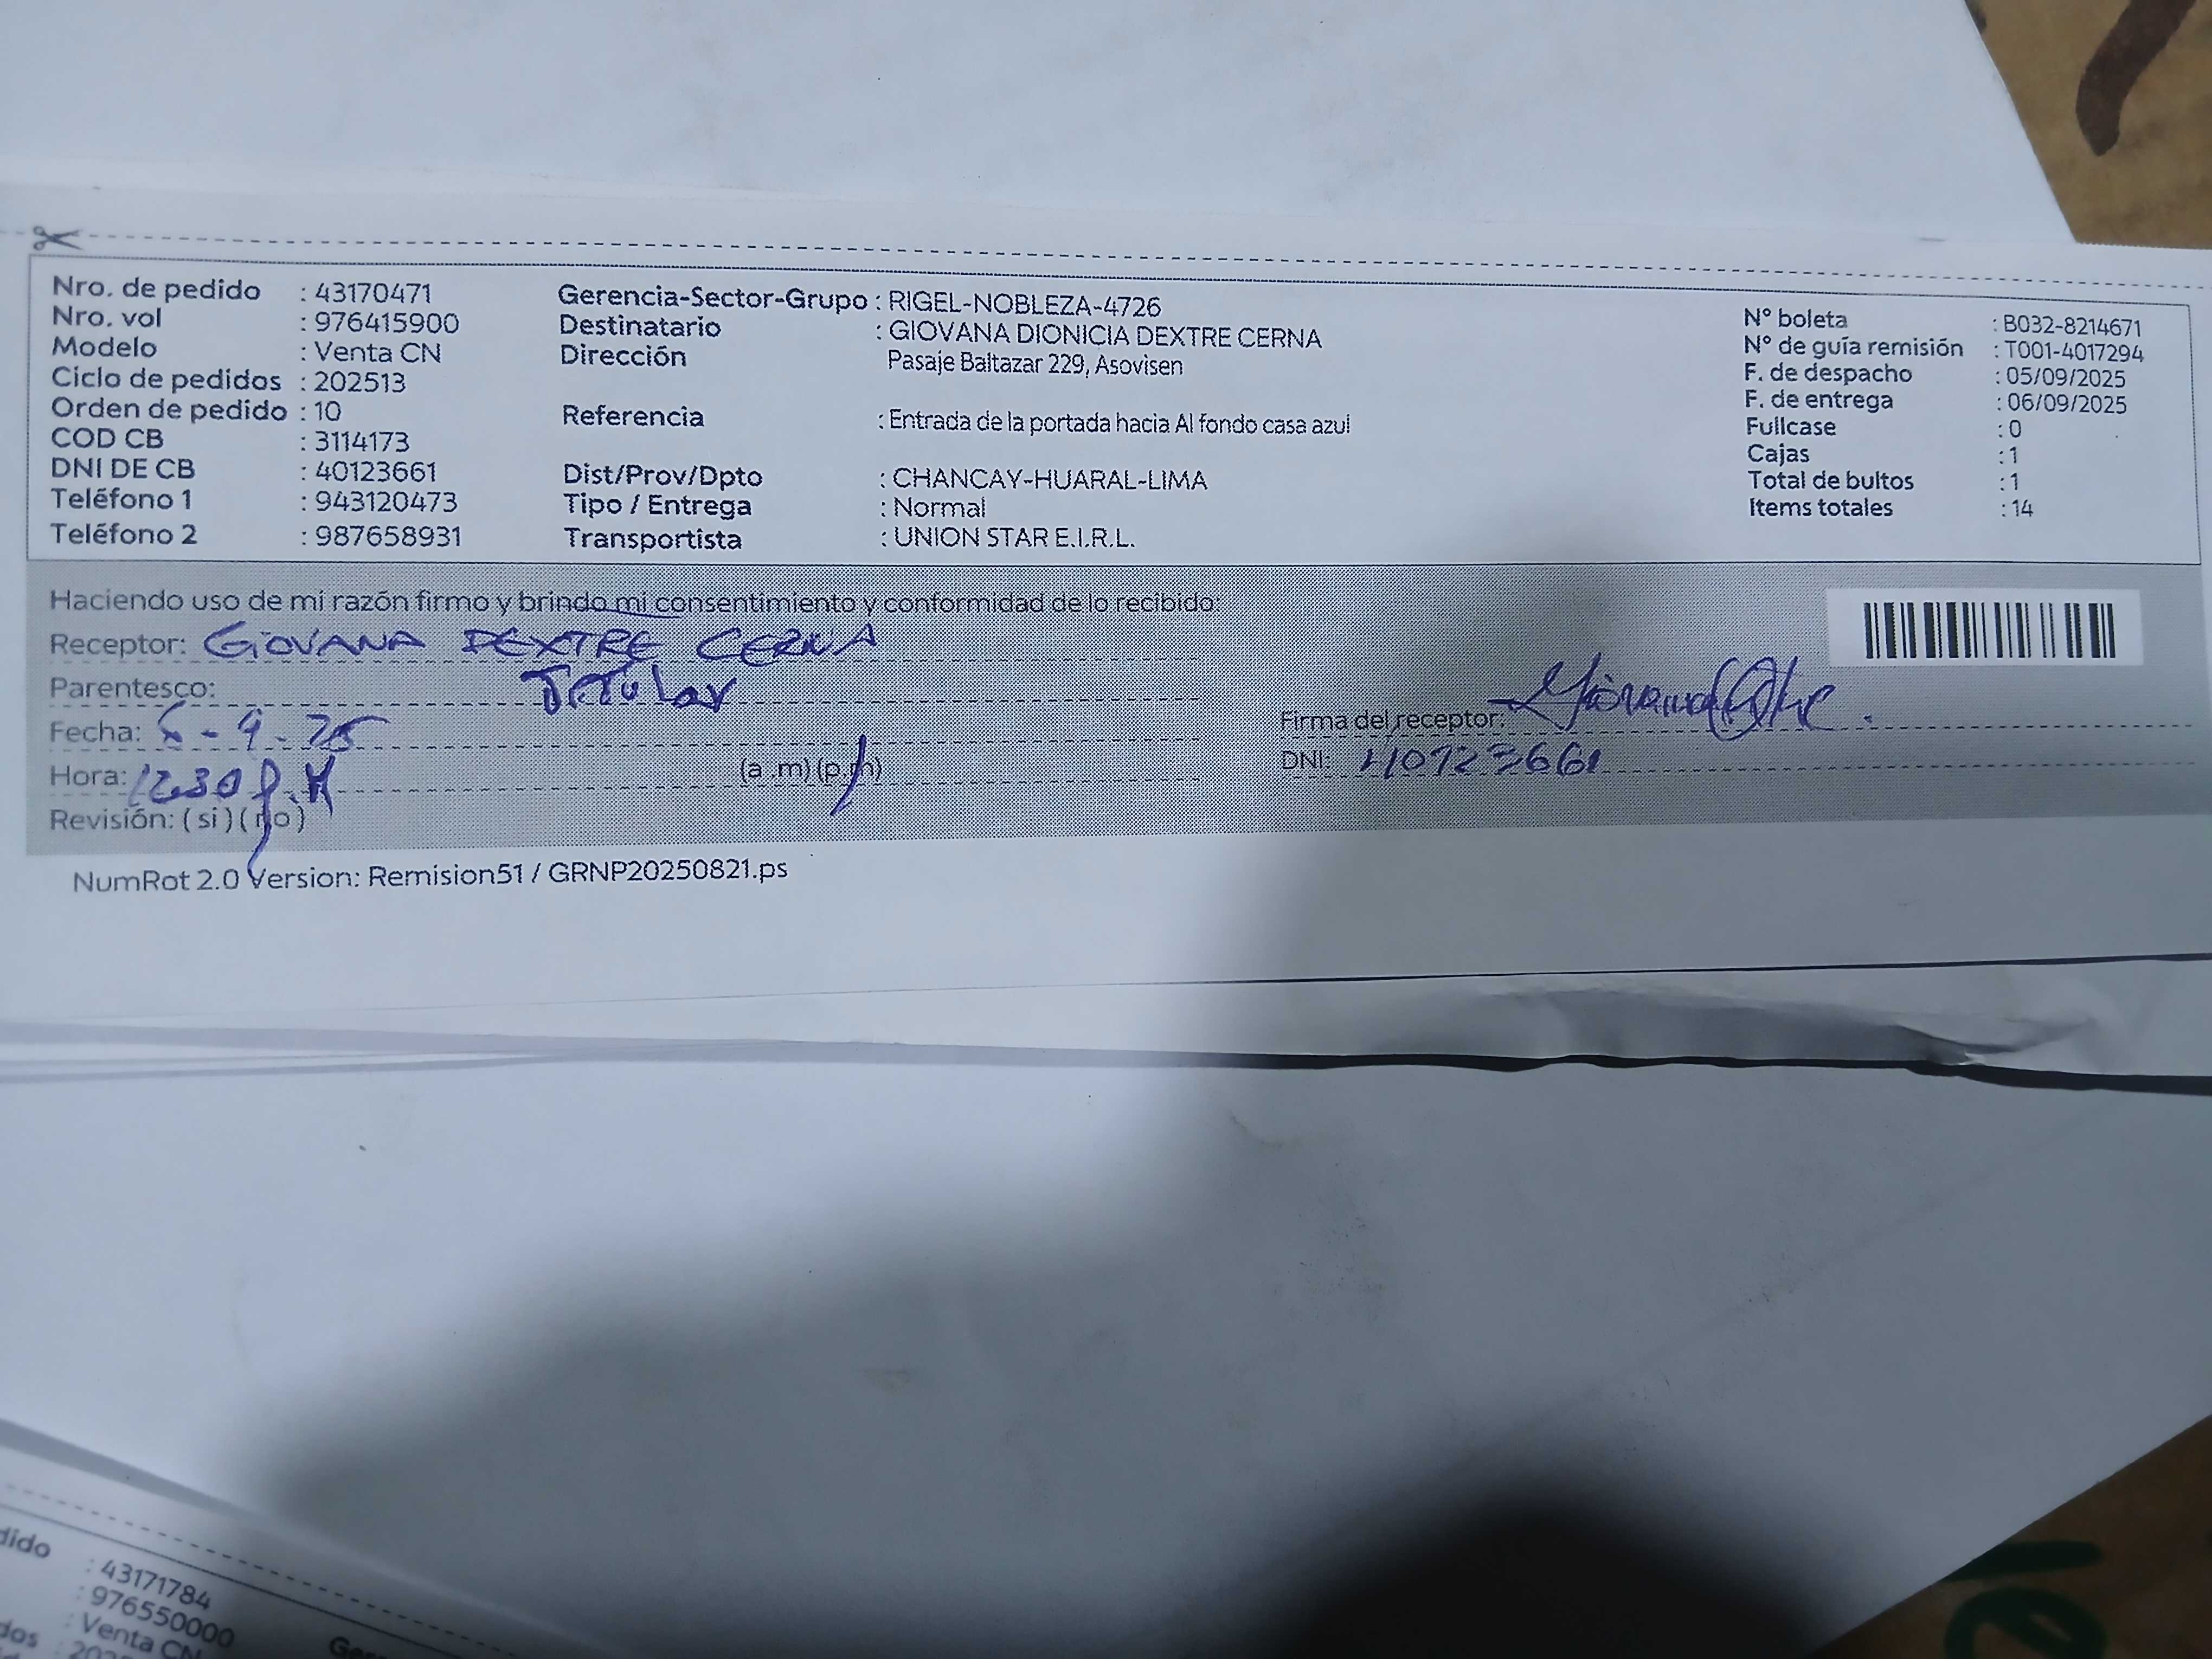 Nro. de pedido : 43170471
Nro. vol : 976415900
Modelo : Venta CN
Ciclo de pedidos : 202513
Orden de pedido : 10
COD CB : 3114173
DNI DE CB : 40123661
Teléfono 1 : 943120473
Teléfono 2 : 987658931
Gerencia-Sector-Grupo : RIGEL-NOBLEZA-4726
Destinatario : GIOVANA DIONICIA DEXTRE CERNA
Dirección Pasaje Baltazar 229, Asovisen
Referencia : Entrada de la portada hacia Al fondo casa azul
Dist/Prov/Dpto : CHANCAY-HUARAL-LIMA
Tipo / Entrega : Normal
Transportista : UNION STAR E.I.R.L.
N° boleta : B032-8214671
N° de guía remisión : T001-4017294
F. de despacho : 05/09/2025
F. de entrega : 06/09/2025
Fullcase : 0
Cajas : 1
Total de bultos : 1
Items totales : 14
Haciendo uso de mi razón firmo y brindo mi consentimiento y conformidad de lo recibido:
Receptor: GIOVANA DEXTRE CERNA
Parentesco: Titular
Fecha: 6-9-25
Hora: 1230 P.M (a.m)(p.m)
Revisión: (si)(no)
Firma del receptor:
DNI: 40123661
NumRot 2.0 Version: Remision51 / GRNP20250821.ps
: 43171784
: 976550000
: Venta CN